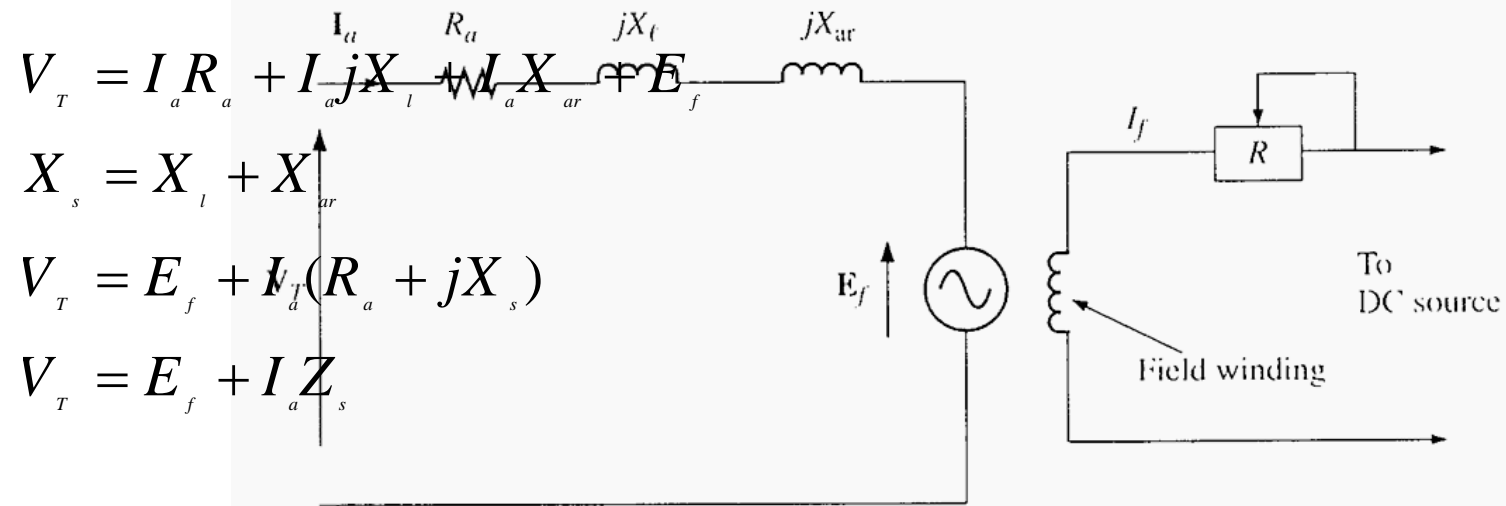 I_a R_a jX_ℓ jX_ar
V_T = I_a R_a + I_a jX_l + I_a X_ar + E_f
X_s = X_l + X_ar
V_T = E_f + I_a (R_a + jX_s)
V_T = E_f + I_a Z_s
V_T
E_f
I_f
R
To
DC source
Field winding